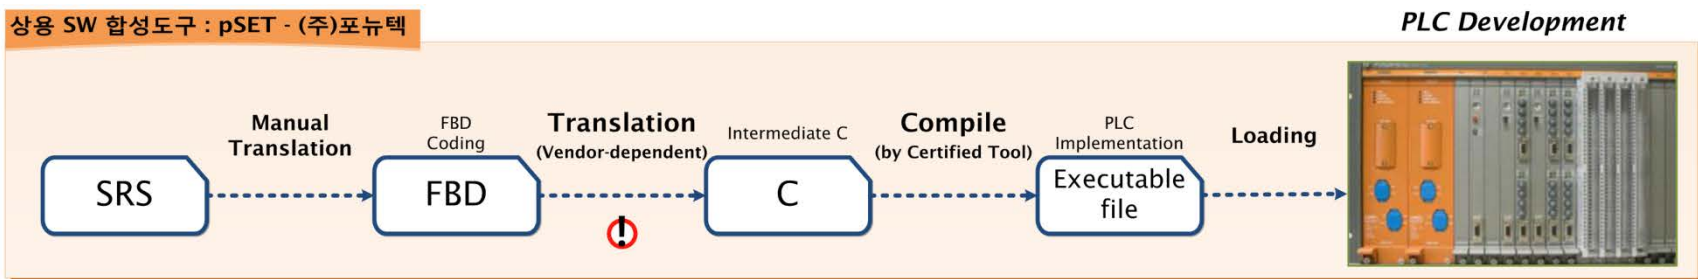 상용 SW 합성도구 : pSET - (주)포뉴텍
PLC Development
Manual
Translation
FBD
Coding
Translation
(Vendor-dependent)
Intermediate C
Compile
(by Certified Tool)
PLC
Implementation
Loading
SRS
FBD
C
Executable
file
!